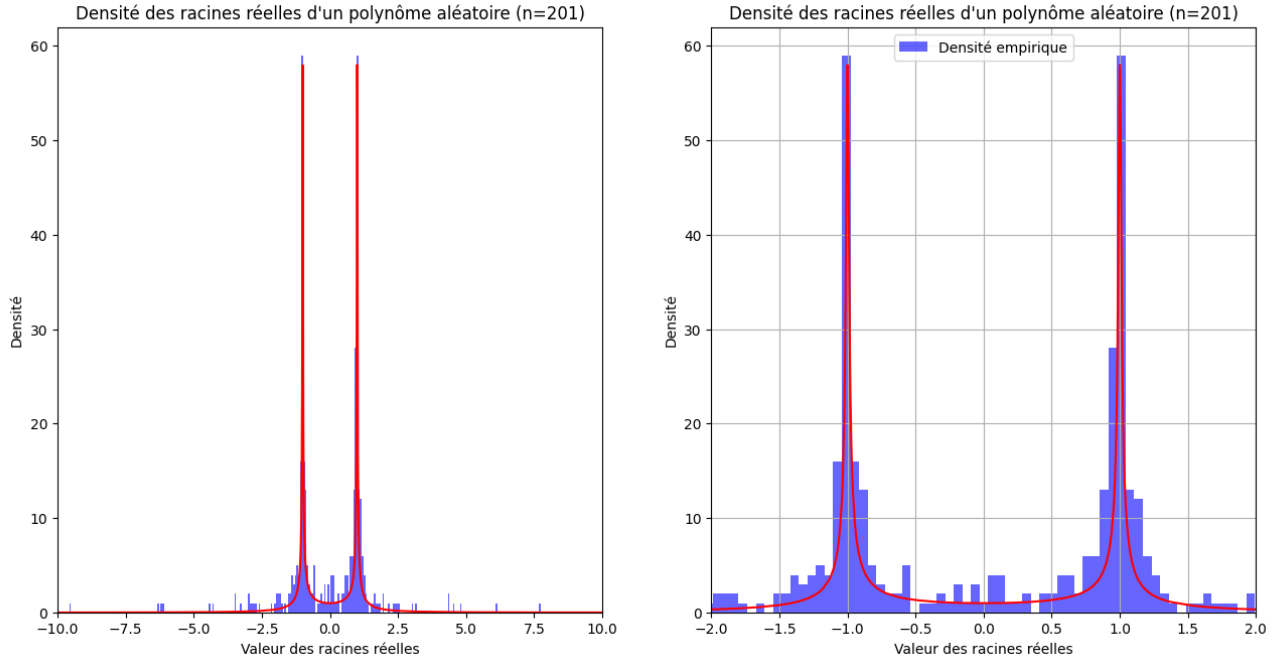 Densité des racines réelles d'un polynôme aléatoire (n=201)
60
50
40
30
20
10
0
Densité
−10.0 −7.5 −5.0 −2.5 0.0 2.5 5.0 7.5 10.0
Valeur des racines réelles
Densité des racines réelles d'un polynôme aléatoire (n=201)
Densité empirique
60
50
40
30
20
10
0
Densité
−2.0 −1.5 −1.0 −0.5 0.0 0.5 1.0 1.5 2.0
Valeur des racines réelles